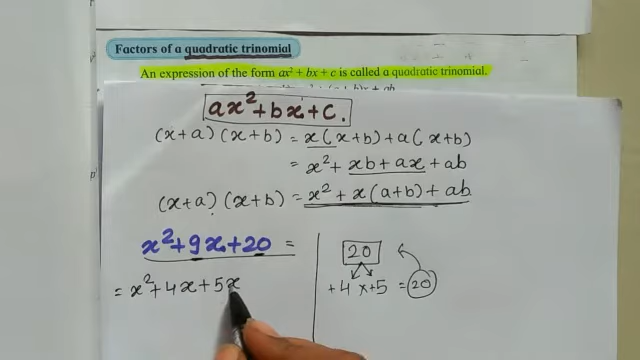 Factors of a quadratic trinomial
An expression of the form ax² + bx + c is called a quadratic trinomial.
ax²+bx+c.
(x+a)(x+b) = x(x+b)+a(x+b)
= x²+ xb+ax +ab
(x+a)(x+b) = x²+x(a+b)+ab
x²+9x+20 =
= x²+4x+5x
20
+4 x+5 = 20